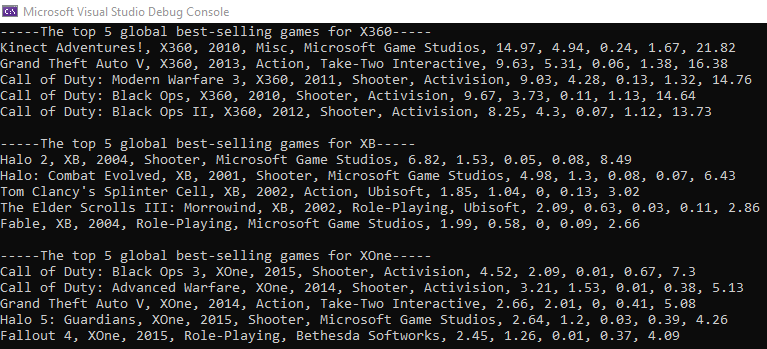 Microsoft Visual Studio Debug Console
-----The top 5 global best-selling games for X360-----
Kinect Adventures!, X360, 2010, Misc, Microsoft Game Studios, 14.97, 4.94, 0.24, 1.67, 21.82
Grand Theft Auto V, X360, 2013, Action, Take-Two Interactive, 9.63, 5.31, 0.06, 1.38, 16.38
Call of Duty: Modern Warfare 3, X360, 2011, Shooter, Activision, 9.03, 4.28, 0.13, 1.32, 14.76
Call of Duty: Black Ops, X360, 2010, Shooter, Activision, 9.67, 3.73, 0.11, 1.13, 14.64
Call of Duty: Black Ops II, X360, 2012, Shooter, Activision, 8.25, 4.3, 0.07, 1.12, 13.73
-----The top 5 global best-selling games for XB-----
Halo 2, XB, 2004, Shooter, Microsoft Game Studios, 6.82, 1.53, 0.05, 0.08, 8.49
Halo: Combat Evolved, XB, 2001, Shooter, Microsoft Game Studios, 4.98, 1.3, 0.08, 0.07, 6.43
Tom Clancy's Splinter Cell, XB, 2002, Action, Ubisoft, 1.85, 1.04, 0, 0.13, 3.02
The Elder Scrolls III: Morrowind, XB, 2002, Role-Playing, Ubisoft, 2.09, 0.63, 0.03, 0.11, 2.86
Fable, XB, 2004, Role-Playing, Microsoft Game Studios, 1.99, 0.58, 0, 0.09, 2.66
-----The top 5 global best-selling games for XOne-----
Call of Duty: Black Ops 3, XOne, 2015, Shooter, Activision, 4.52, 2.09, 0.01, 0.67, 7.3
Call of Duty: Advanced Warfare, XOne, 2014, Shooter, Activision, 3.21, 1.53, 0.01, 0.38, 5.13
Grand Theft Auto V, XOne, 2014, Action, Take-Two Interactive, 2.66, 2.01, 0, 0.41, 5.08
Halo 5: Guardians, XOne, 2015, Shooter, Microsoft Game Studios, 2.64, 1.2, 0.03, 0.39, 4.26
Fallout 4, XOne, 2015, Role-Playing, Bethesda Softworks, 2.45, 1.26, 0.01, 0.37, 4.09